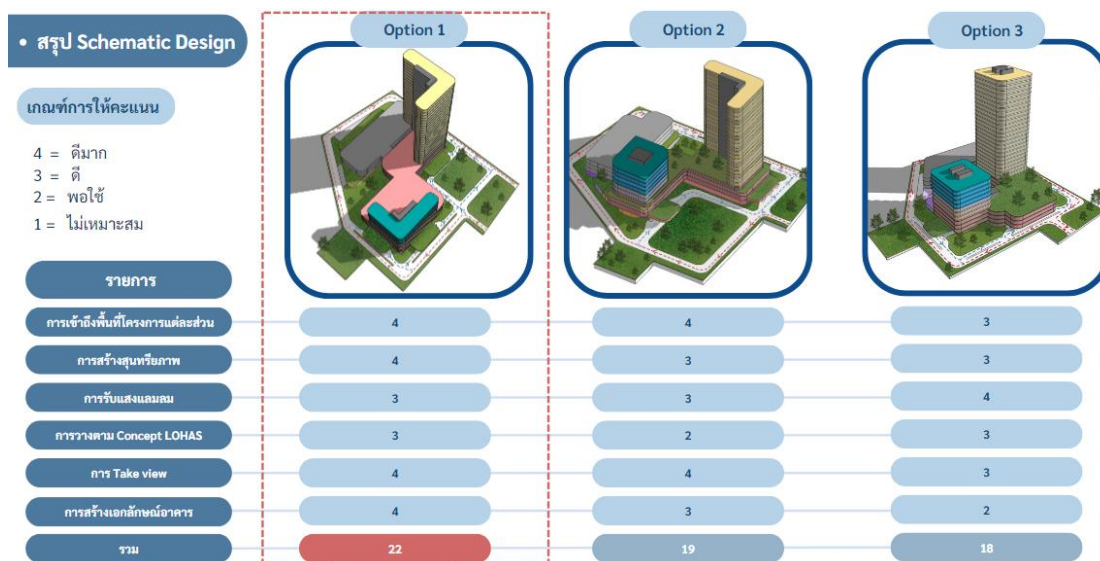 • สรุป Schematic Design
Option 1
Option 2
Option 3
เกณฑ์การให้คะแนน
4 = ดีมาก
3 = ดี
2 = พอใช้
1 = ไม่เหมาะสม
รายการ
การเข้าถึงพื้นที่โครงการแต่ละส่วน 4 4 3
การสร้างสุนทรียภาพ 4 3 3
การรับแสงแลมลม 3 3 4
การวางตาม Concept LOHAS 3 2 3
การ Take view 4 4 3
การสร้างเอกลักษณ์อาคาร 4 3 2
รวม 22 19 18